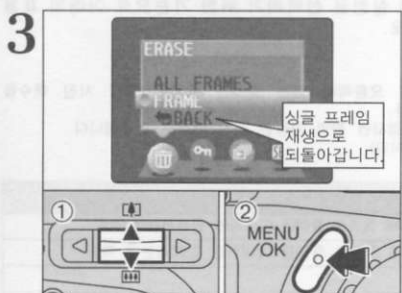 3
ERASE
ALL FRAMES
FRAME
BACK
싱글 프레임
재생으로
되돌아갑니다.
①
②
MENU
/OK